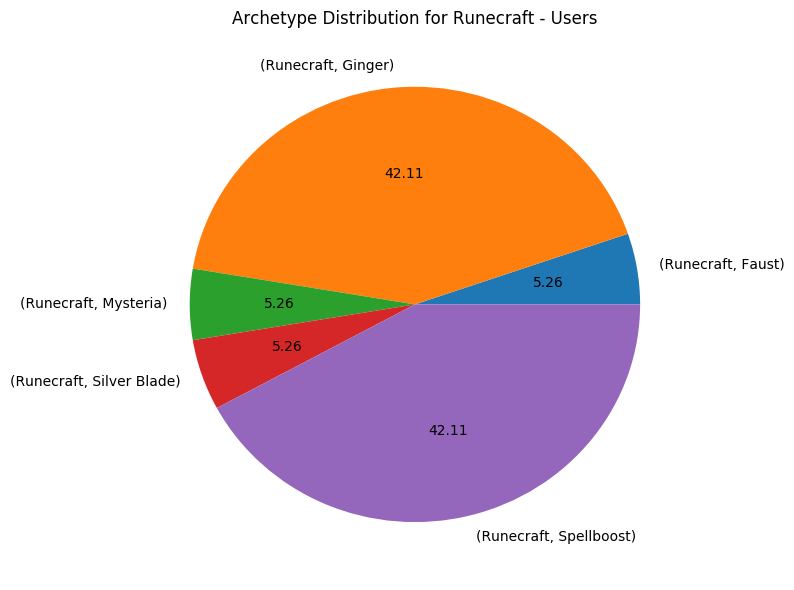 Archetype Distribution for Runecraft - Users
(Runecraft, Ginger)
42.11
(Runecraft, Faust)
5.26
(Runecraft, Mysteria)
5.26
5.26
(Runecraft, Silver Blade)
42.11
(Runecraft, Spellboost)